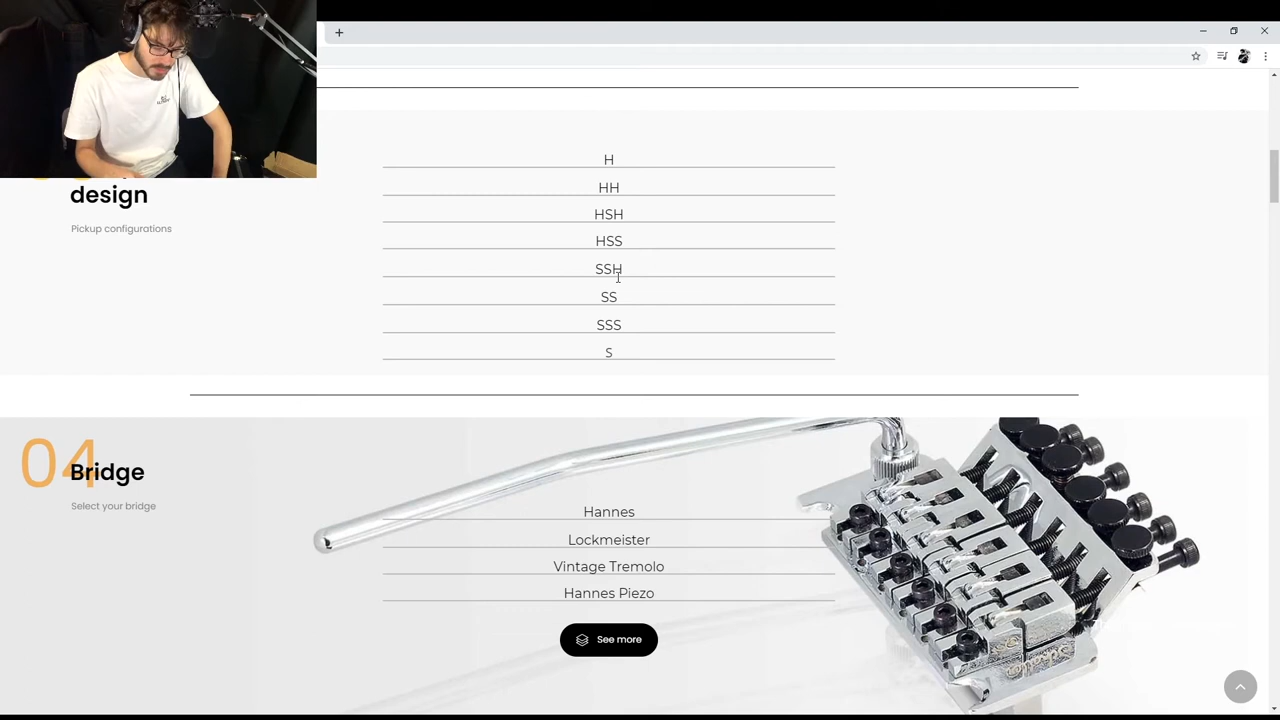 design
Pickup configurations
H
HH
HSH
HSS
SSH
SS
SSS
S
04
Bridge
Select your bridge
Hannes
Lockmeister
Vintage Tremolo
Hannes Piezo
See more